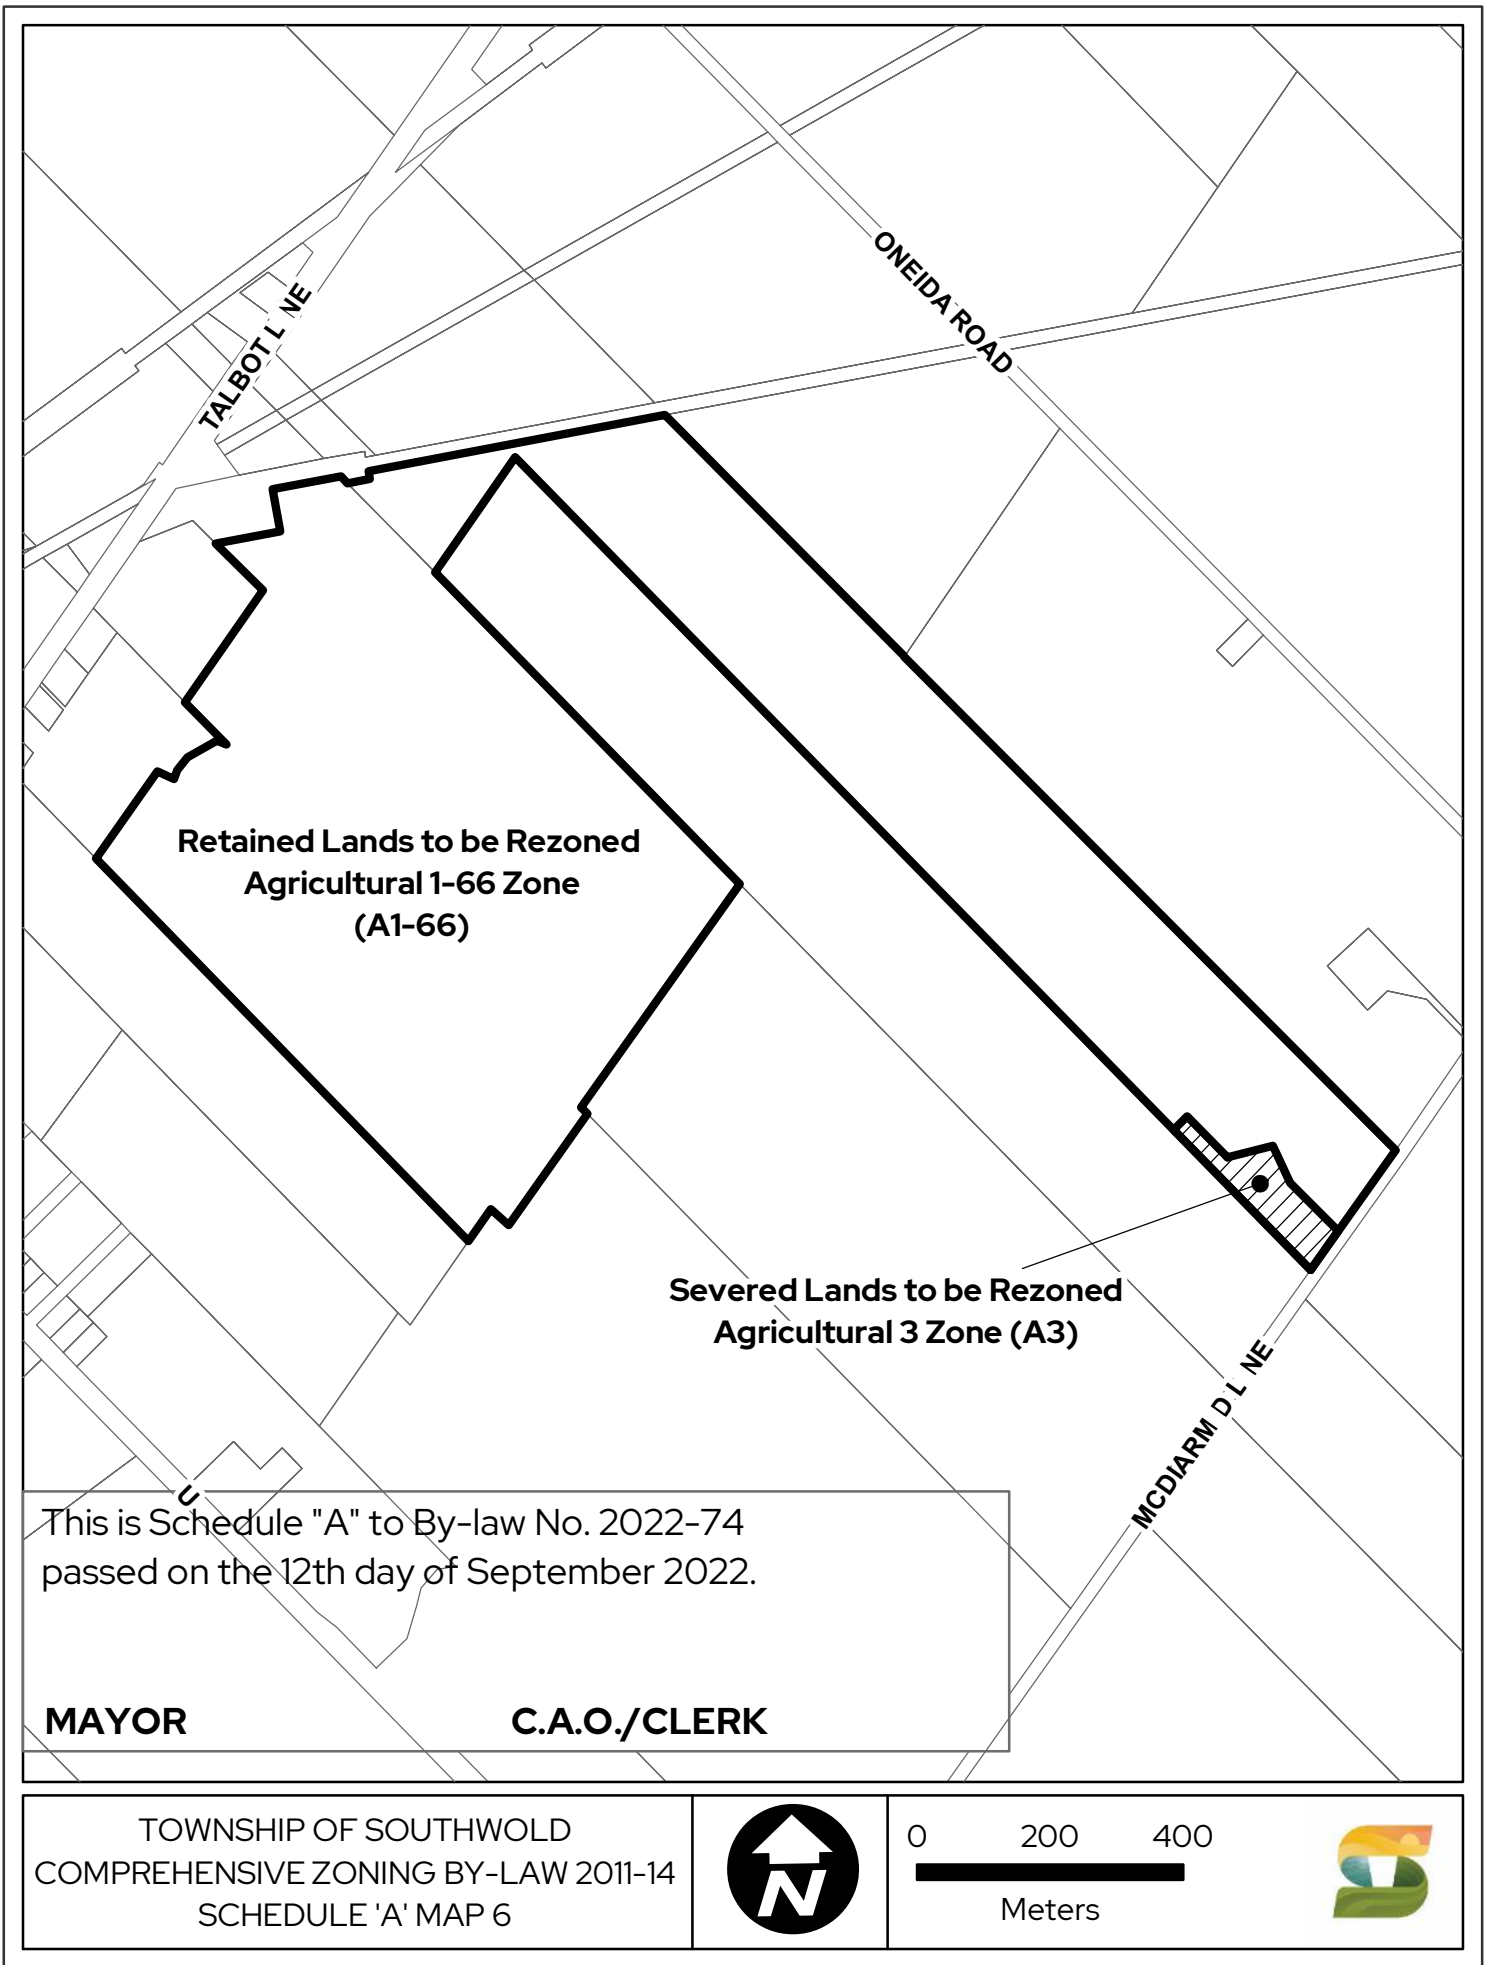 ONEIDA ROAD
TALBOT L NE
Retained Lands to be Rezoned
Agricultural 1-66 Zone
(A1-66)
Severed Lands to be Rezoned
Agricultural 3 Zone (A3)
MCDIARM D L NE
U
This is Schedule "A" to By-law No. 2022-74
passed on the 12th day of September 2022.
MAYOR C.A.O./CLERK
TOWNSHIP OF SOUTHWOLD
COMPREHENSIVE ZONING BY-LAW 2011-14
SCHEDULE 'A' MAP 6
N
0 200 400
Meters